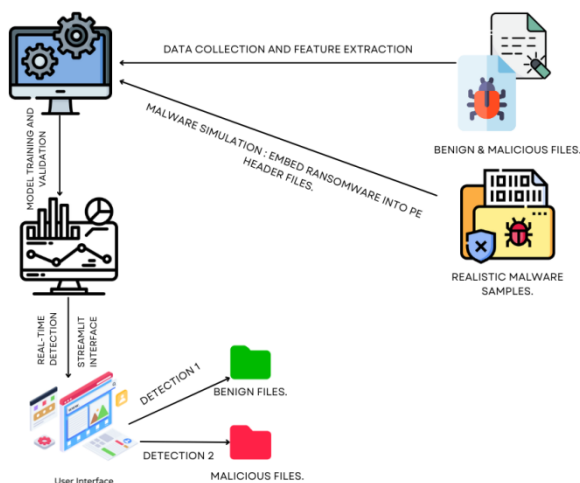 DATA COLLECTION AND FEATURE EXTRACTION
BENIGN & MALICIOUS FILES.
MALWARE SIMULATION ; EMBED RANSOMWARE INTO PE
HEADER FILES.
MODEL TRAINING AND
VALIDATION
REALISTIC MALWARE
SAMPLES.
REAL-TIME
DETECTION
STREAMLIT
INTERFACE
DETECTION 1
BENIGN FILES.
DETECTION 2
MALICIOUS FILES.
User Interface